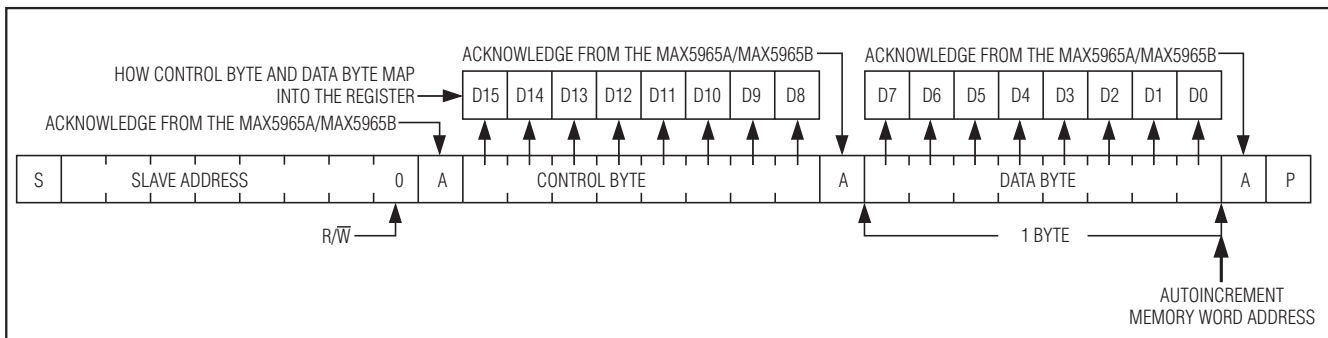 ACKNOWLEDGE FROM THE MAX5965A/MAX5965B
ACKNOWLEDGE FROM THE MAX5965A/MAX5965B
HOW CONTROL BYTE AND DATA BYTE MAP
INTO THE REGISTER
D15 D14 D13 D12 D11 D10 D9 D8
D7 D6 D5 D4 D3 D2 D1 D0
ACKNOWLEDGE FROM THE MAX5965A/MAX5965B
S SLAVE ADDRESS 0 A CONTROL BYTE A DATA BYTE A P
R/W̅
1 BYTE
AUTOINCREMENT
MEMORY WORD ADDRESS